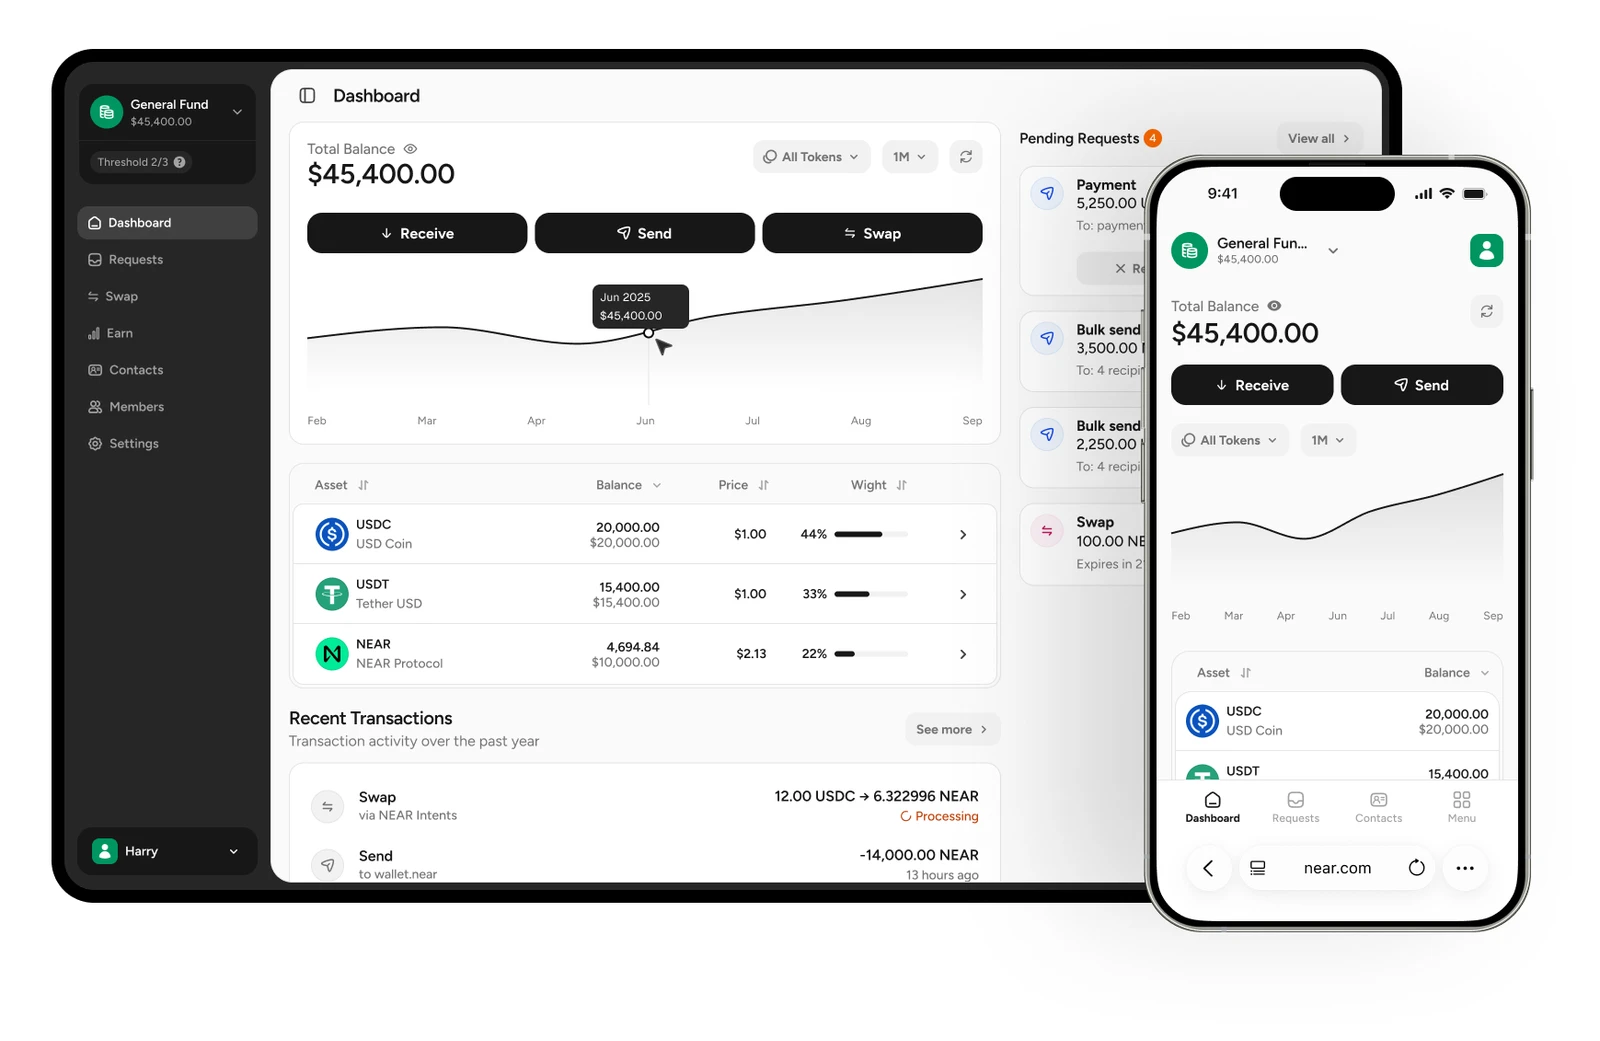 General Fund
$45,400.00
Threshold 2/3 ?
Dashboard
Requests
Swap
Earn
Contacts
Members
Settings
Harry
Dashboard
Total Balance
$45,400.00
All Tokens
1M
Receive
Send
Swap
Jun 2025
$45,400.00
Feb Mar Apr Jun Jul Aug Sep
Asset Balance Price Wight
USDC 20,000.00 $1.00 44%
USD Coin $20,000.00
USDT 15,400.00 $1.00 33%
Tether USD $15,400.00
NEAR 4,694.84 $2.13 22%
NEAR Protocol $10,000.00
Recent Transactions
Transaction activity over the past year
See more
Swap 12.00 USDC → 6.322996 NEAR
via NEAR Intents Processing
Send -14,000.00 NEAR
to wallet.near 13 hours ago
Pending Requests 4
View all
Payment
5,250.00
To: paymen
Re
Bulk send
3,500.00
To: 4 recipi
Bulk send
2,250.00
To: 4 recipi
Swap
100.00 NE
Expires in 2
9:41
General Fun...
$45,400.00
Total Balance
$45,400.00
Receive
Send
All Tokens
1M
Feb Mar Apr Jun Jul Aug Sep
Asset Balance
USDC 20,000.00
USD Coin $20,000.00
USDT 15,400.00
Dashboard Requests Contacts Menu
near.com